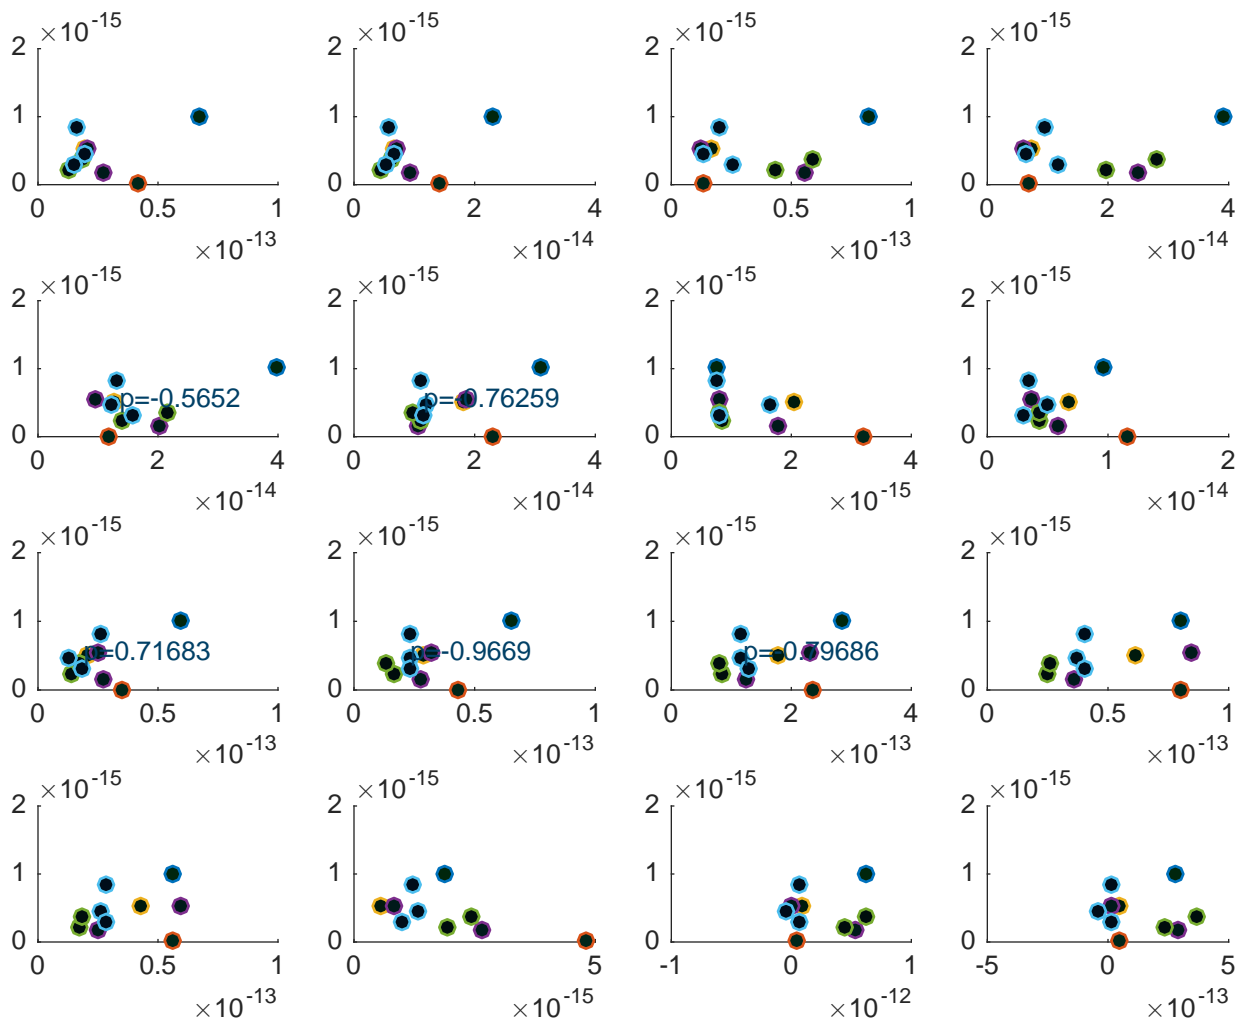 ×10-15 ×10-15 ×10-15 ×10-15
2 2 2 2
1 1 1 1
0 0 0 0
0 0.5 1 0 2 4 0 0.5 1 0 2 4
×10-13 ×10-14 ×10-13 ×10-14
×10-15 ×10-15 ×10-15 ×10-15
2 2 2 2
1 1 1 1
p=-0.5652 p=-0.76259
0 0 0 0
0 2 4 0 2 4 0 2 4 0 1 2
×10-14 ×10-14 ×10-15 ×10-14
×10-15 ×10-15 ×10-15 ×10-15
2 2 2 2
1 1 1 1
p=0.71683 p=-0.9669 p=-0.79686
0 0 0 0
0 0.5 1 0 0.5 1 0 2 4 0 0.5 1
×10-13 ×10-13 ×10-13 ×10-13
×10-15 ×10-15 ×10-15 ×10-15
2 2 2 2
1 1 1 1
0 0 0 0
0 0.5 1 0 5 -1 0 1 -5 0 5
×10-13 ×10-15 ×10-12 ×10-13